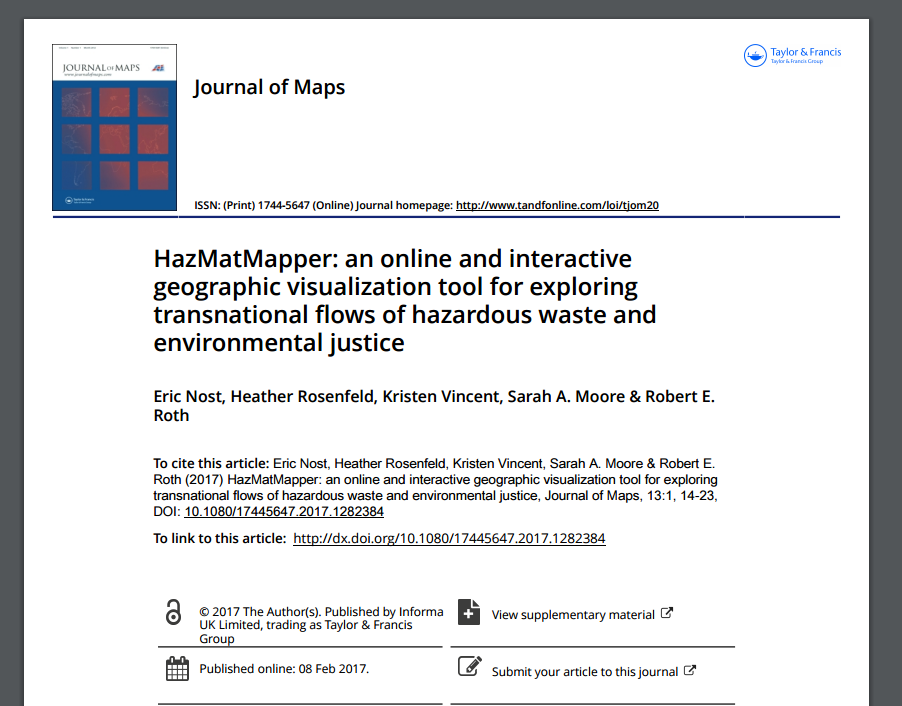 JOURNAL OF MAPS
www.journalofmaps.com
Taylor & Francis
Taylor & Francis
Taylor & Francis Group
Journal of Maps
ISSN: (Print) 1744-5647 (Online) Journal homepage: http://www.tandfonline.com/loi/tjom20
HazMatMapper: an online and interactive
geographic visualization tool for exploring
transnational flows of hazardous waste and
environmental justice
Eric Nost, Heather Rosenfeld, Kristen Vincent, Sarah A. Moore & Robert E.
Roth
To cite this article: Eric Nost, Heather Rosenfeld, Kristen Vincent, Sarah A. Moore & Robert E.
Roth (2017) HazMatMapper: an online and interactive geographic visualization tool for exploring
transnational flows of hazardous waste and environmental justice, Journal of Maps, 13:1, 14-23,
DOI: 10.1080/17445647.2017.1282384
To link to this article: http://dx.doi.org/10.1080/17445647.2017.1282384
© 2017 The Author(s). Published by Informa
UK Limited, trading as Taylor & Francis
Group
View supplementary material
Published online: 08 Feb 2017.
Submit your article to this journal